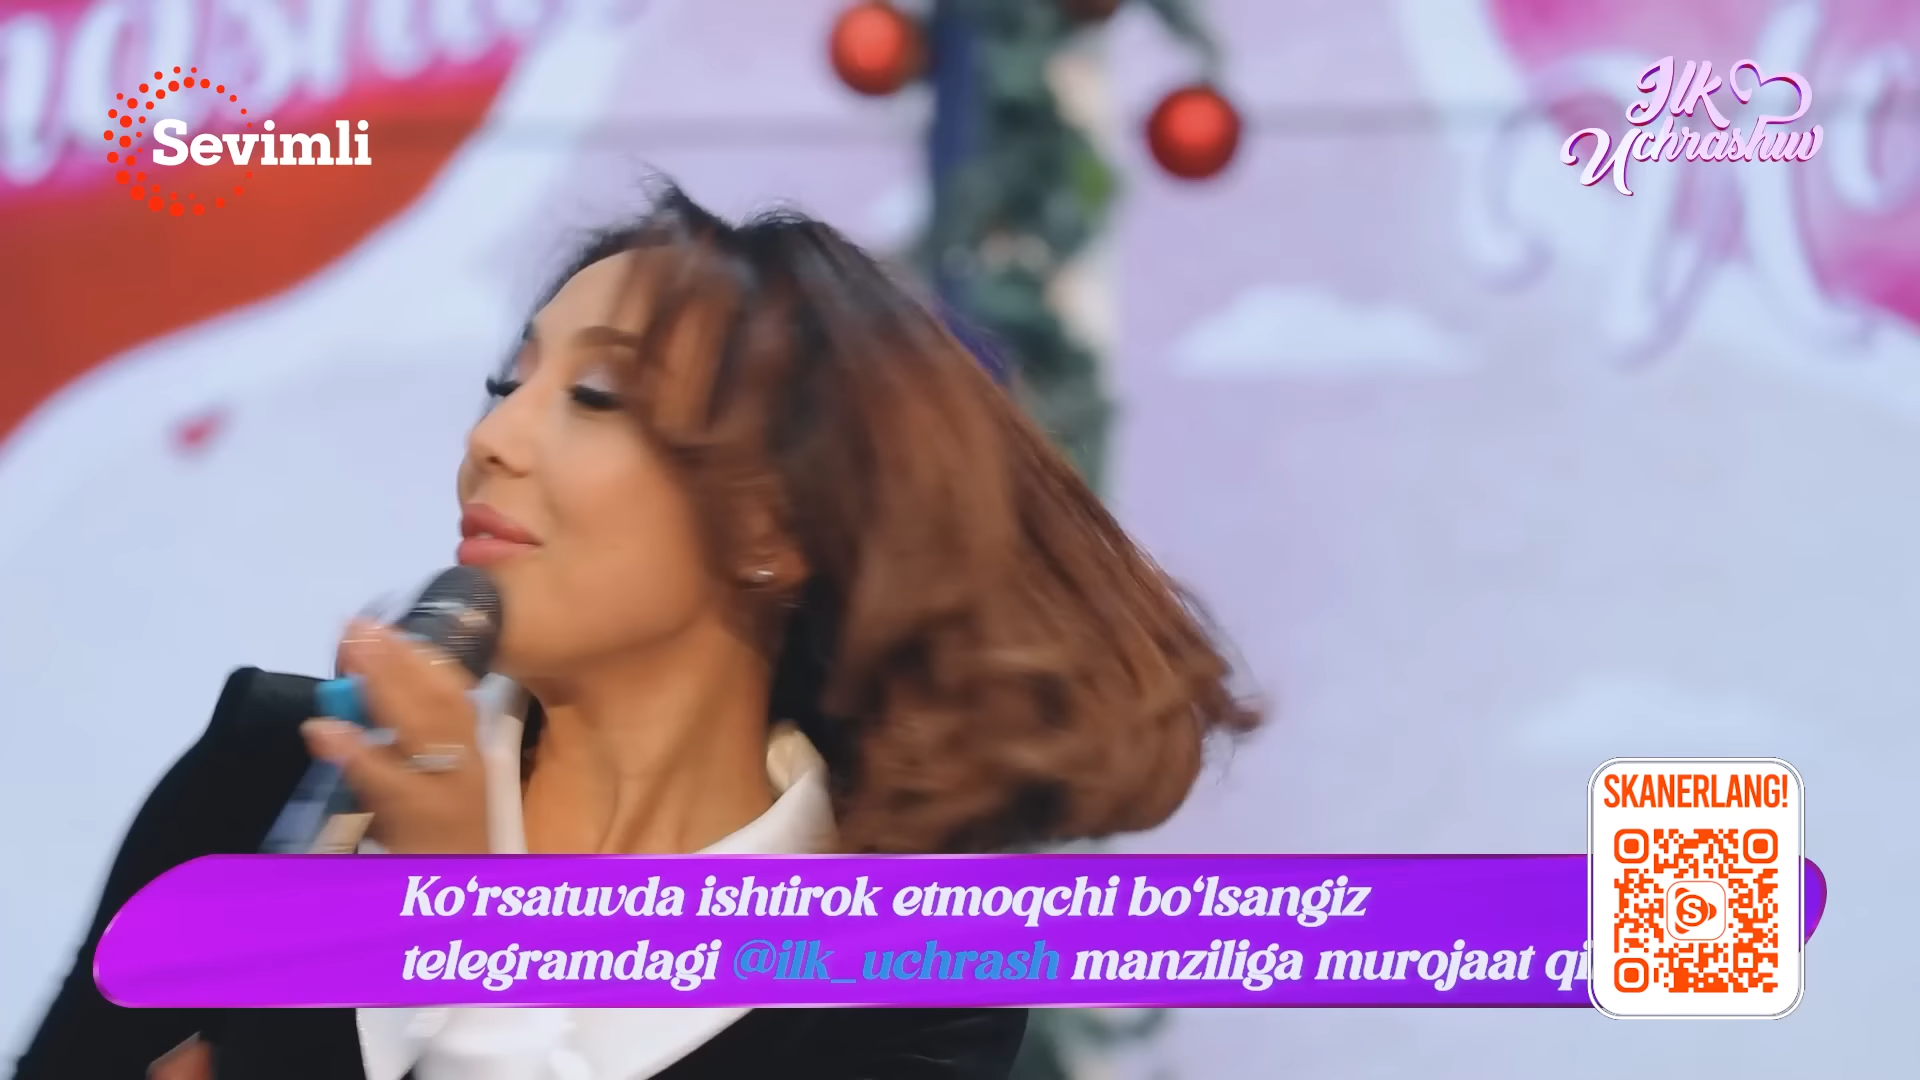 Sevimli
Ilk
Uchrashuv
SKANERLANG!
Ko‘rsatuvda ishtirok etmoqchi bo‘lsangiz
telegramdagi @ilk_uchrash manziliga murojaat